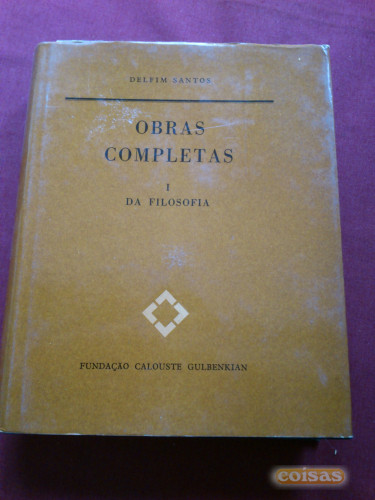 DELFIM SANTOS
OBRAS
COMPLETAS
I
DA FILOSOFIA
FUNDAÇÃO CALOUSTE GULBENKIAN
coisas